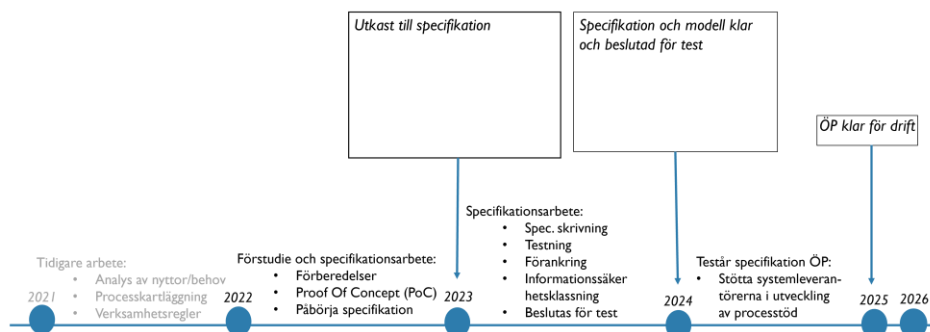 Utkast till specifikation
Specifikation och modell klar
och beslutad för test
ÖP klar för drift
Tidigare arbete:
• Analys av nyttor/behov
• Processkartläggning
• Verksamhetsregler
2021
Förstudie och specifikationsarbete:
• Förberedelser
• Proof Of Concept (PoC)
• Påbörja specifikation
2022
Specifikationsarbete:
• Spec. skrivning
• Testning
• Förankring
• Informationssäker
hetsklassning
• Beslutas för test
2023
Testår specifikation ÖP:
• Stötta systemleveran-
törerna i utveckling
av processtöd
2024
2025
2026